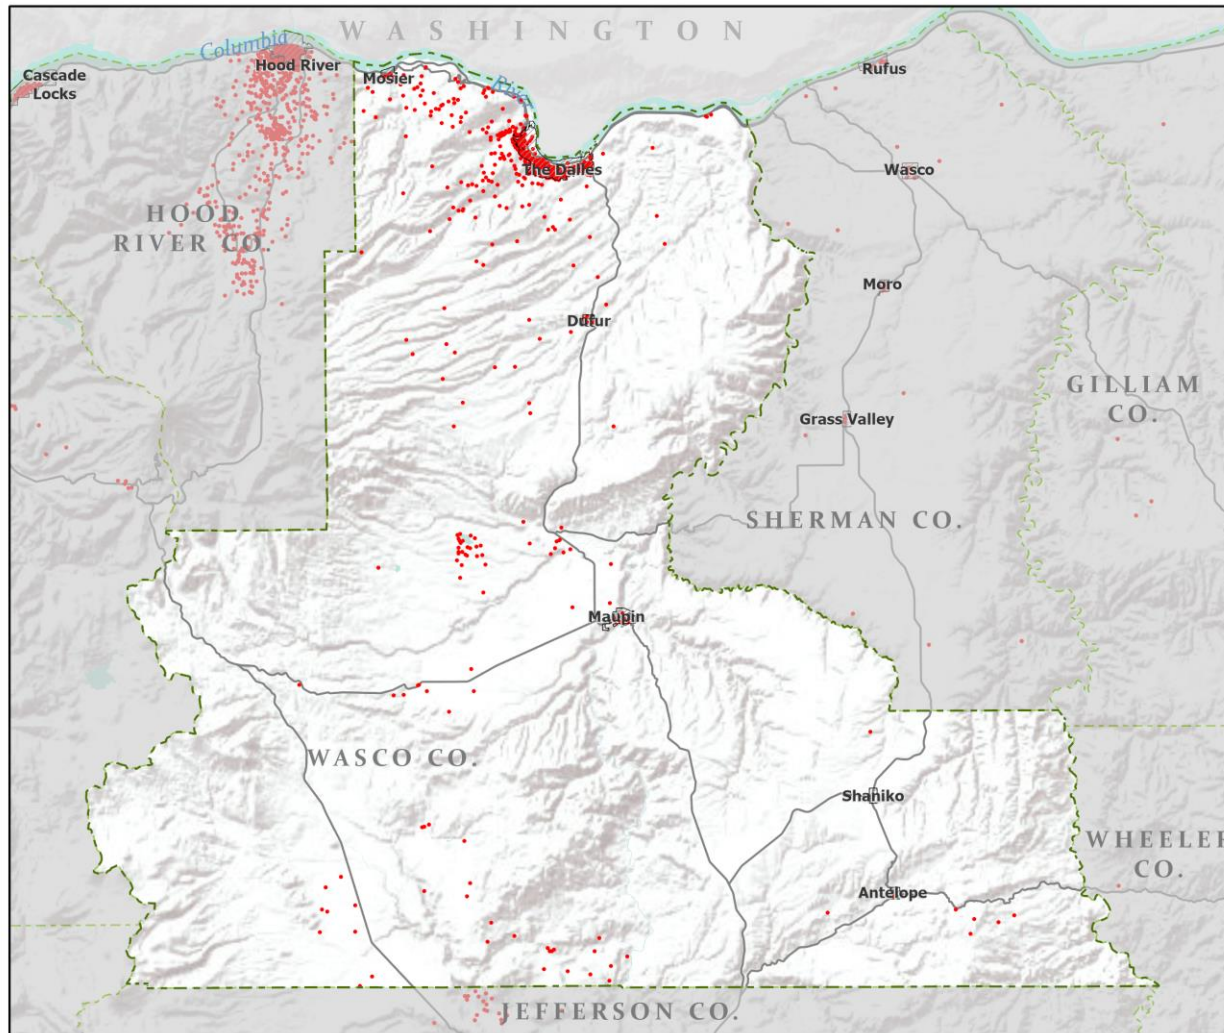 WASHINGTON
Columbia
River
Cascade
Locks
Hood River
Mosier
The Dalles
Rufus
Wasco
HOOD
RIVER CO.
Moro
Dufur
GILLIAM
CO.
Grass Valley
SHERMAN CO.
Maupin
WASCO CO.
Shaniko
WHEELER
CO.
Antelope
JEFFERSON CO.